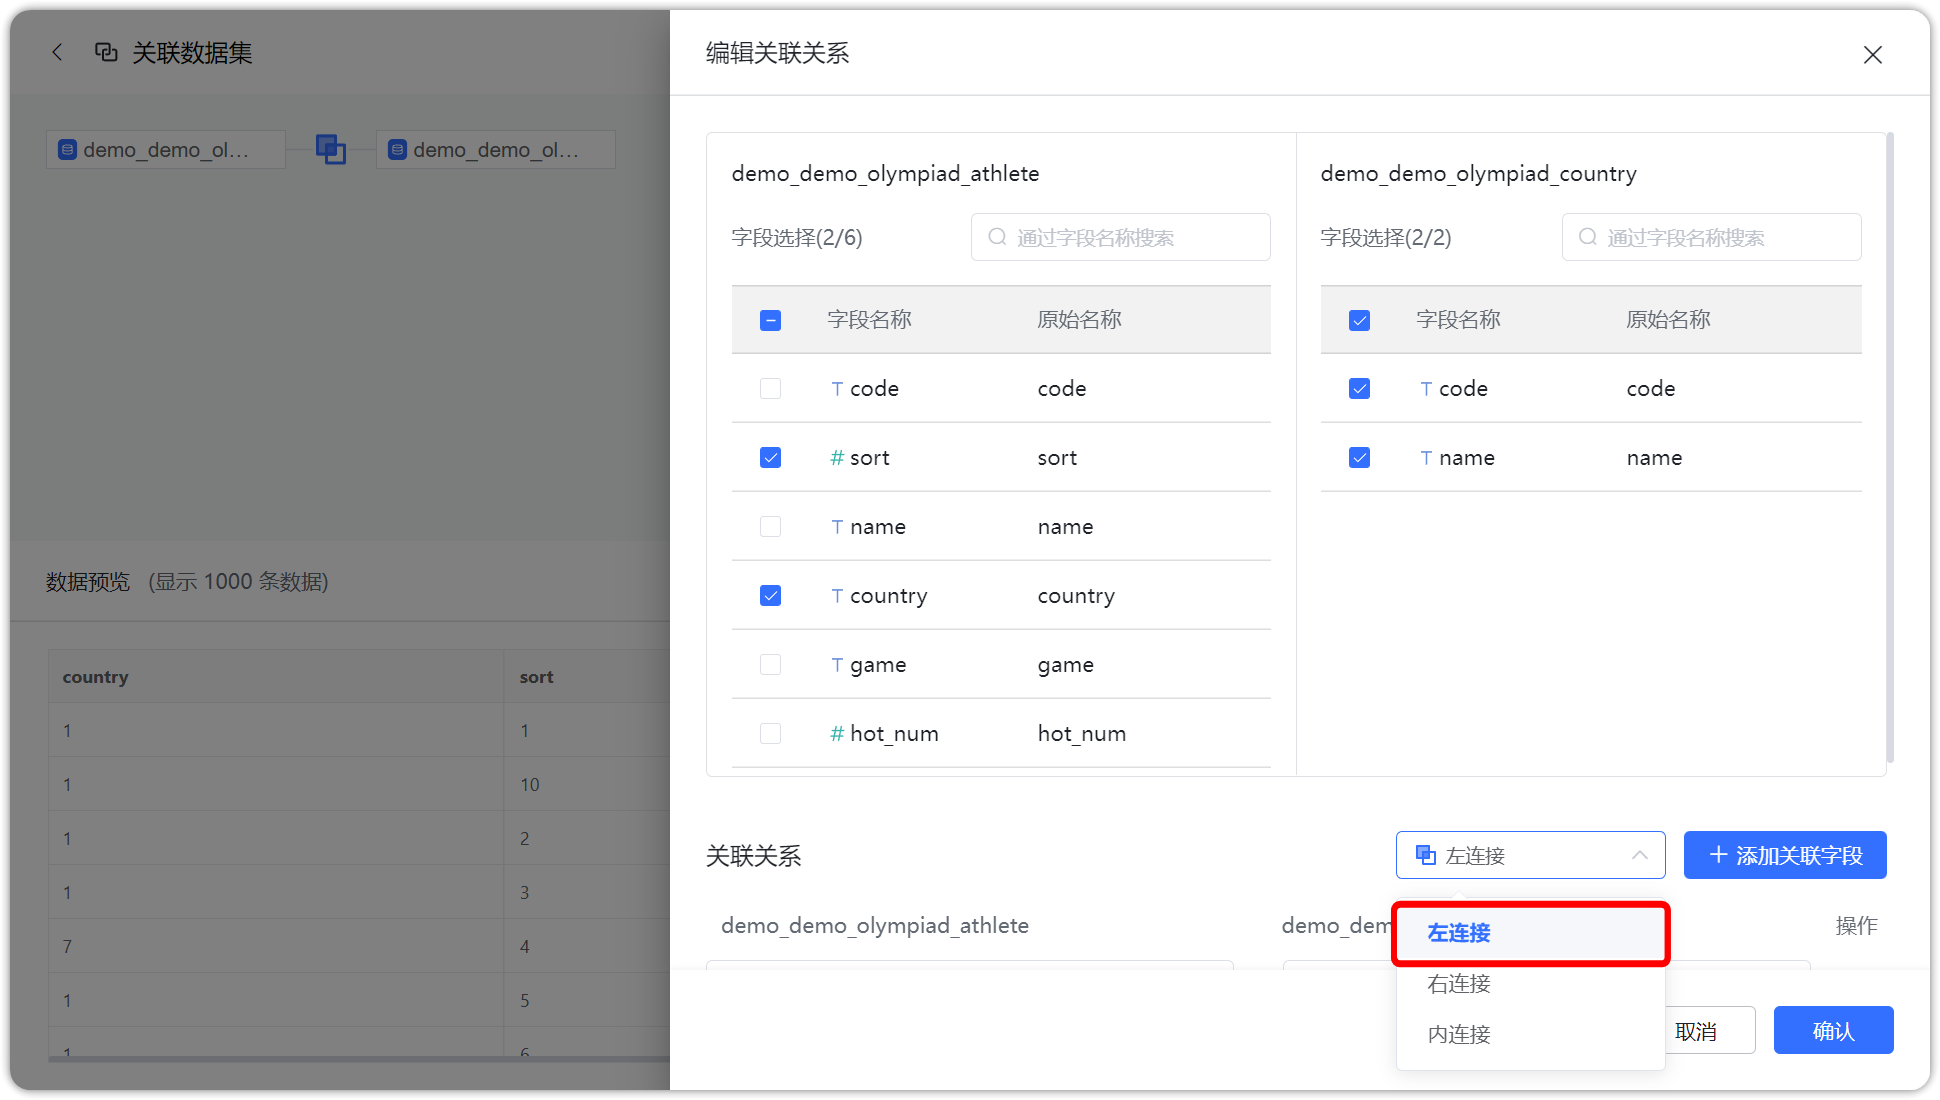 关联数据集
demo_demo_ol...
demo_demo_ol...
数据预览 (显示 1000 条数据)
country sort
1 1
1 10
1 2
1 3
7 4
1 5
1 6
编辑关联关系
demo_demo_olympiad_athlete
字段选择(2/6) 通过字段名称搜索
字段名称 原始名称
T code code
# sort sort
T name name
T country country
T game game
# hot_num hot_num
demo_demo_olympiad_country
字段选择(2/2) 通过字段名称搜索
字段名称 原始名称
T code code
T name name
关联关系 左连接 + 添加关联字段
demo_demo_olympiad_athlete demo_dem 操作
左连接
右连接
内连接
取消 确认